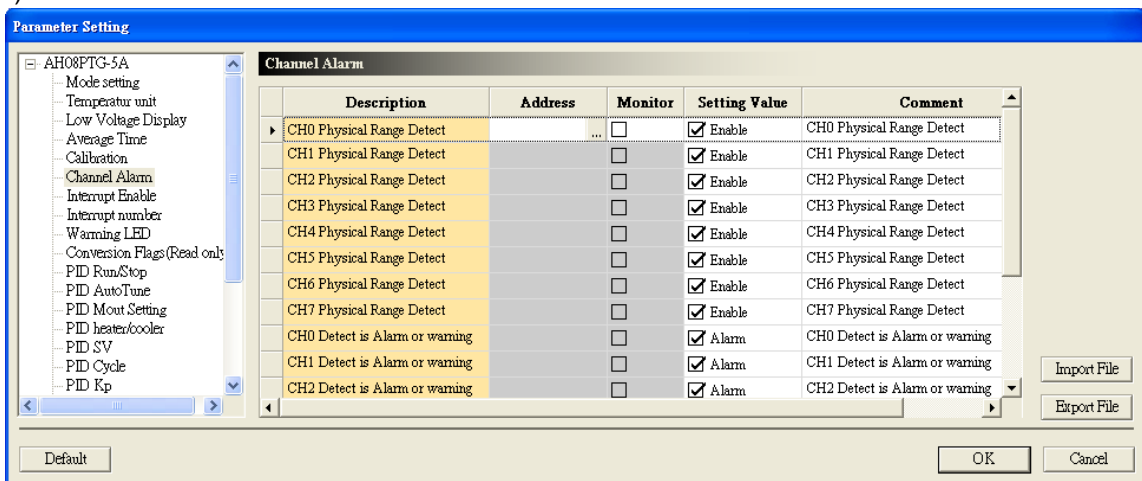 Parameter Setting
AH08PTG-5A
Mode setting
Temperatur unit
Low Voltage Display
Average Time
Calibration
Channel Alarm
Interrupt Enable
Interrupt number
Warming LED
Conversion Flags(Read only
PID Run/Stop
PID AutoTune
PID Mout Setting
PID heater/cooler
PID SV
PID Cycle
PID Kp
Channel Alarm
Description Address Monitor Setting Value Comment
CH0 Physical Range Detect ... Enable CH0 Physical Range Detect
CH1 Physical Range Detect Enable CH1 Physical Range Detect
CH2 Physical Range Detect Enable CH2 Physical Range Detect
CH3 Physical Range Detect Enable CH3 Physical Range Detect
CH4 Physical Range Detect Enable CH4 Physical Range Detect
CH5 Physical Range Detect Enable CH5 Physical Range Detect
CH6 Physical Range Detect Enable CH6 Physical Range Detect
CH7 Physical Range Detect Enable CH7 Physical Range Detect
CH0 Detect is Alarm or warning Alarm CH0 Detect is Alarm or warning
CH1 Detect is Alarm or warning Alarm CH1 Detect is Alarm or warning
CH2 Detect is Alarm or warning Alarm CH2 Detect is Alarm or warning
Import File
Export File
Default OK Cancel